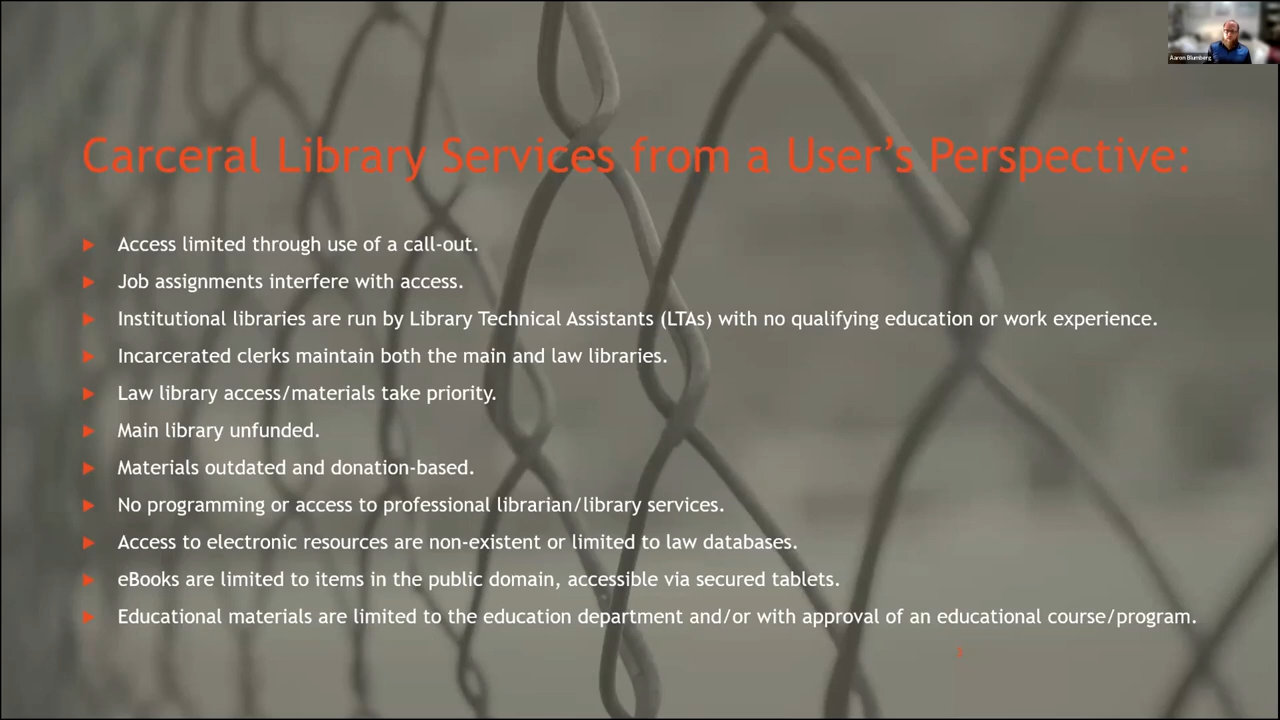 Aaron Blumberg
Carceral Library Services from a User's Perspective:
Access limited through use of a call-out.
Job assignments interfere with access.
Institutional libraries are run by Library Technical Assistants (LTAs) with no qualifying education or work experience.
Incarcerated clerks maintain both the main and law libraries.
Law library access/materials take priority.
Main library unfunded.
Materials outdated and donation-based.
No programming or access to professional librarian/library services.
Access to electronic resources are non-existent or limited to law databases.
eBooks are limited to items in the public domain, accessible via secured tablets.
Educational materials are limited to the education department and/or with approval of an educational course/program.